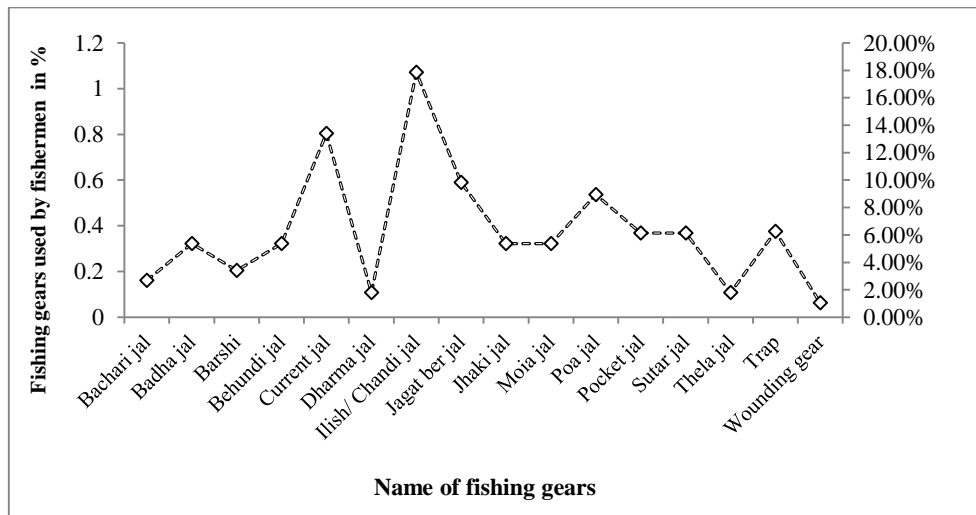 Fishing gears used by fishermen in %
1.2
1
0.8
0.6
0.4
0.2
0
20.00%
18.00%
16.00%
14.00%
12.00%
10.00%
8.00%
6.00%
4.00%
2.00%
0.00%
Bachari jal
Badha jal
Barshi
Behundi jal
Current jal
Dharma jal
Ilish/ Chandi jal
Jagat ber jal
Jhaki jal
Moia jal
Poa jal
Pocket jal
Sutar jal
Thela jal
Trap
Wounding gear
Name of fishing gears